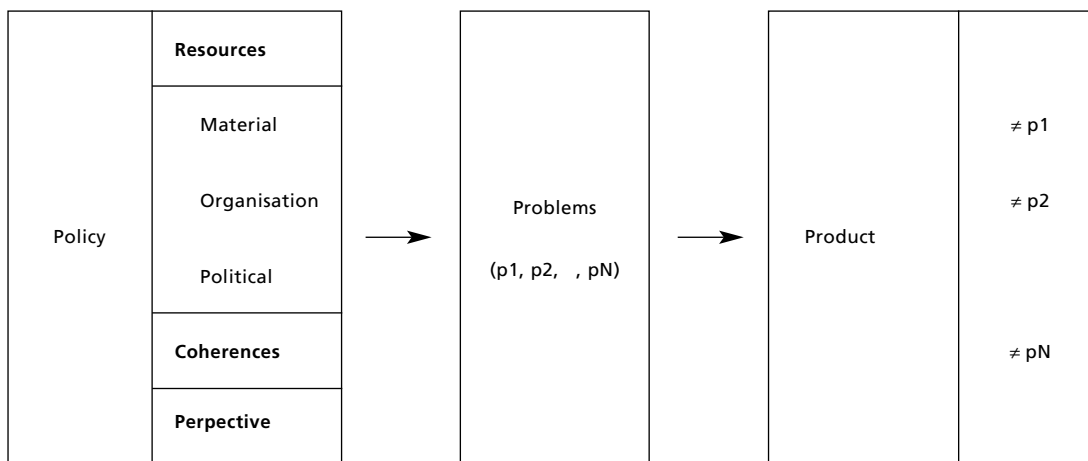 Policy
Resources
Material
Organisation
Political
Coherences
Perpective
Problems
(p1, p2,   , pN)
Product
≠ p1
≠ p2
≠ pN